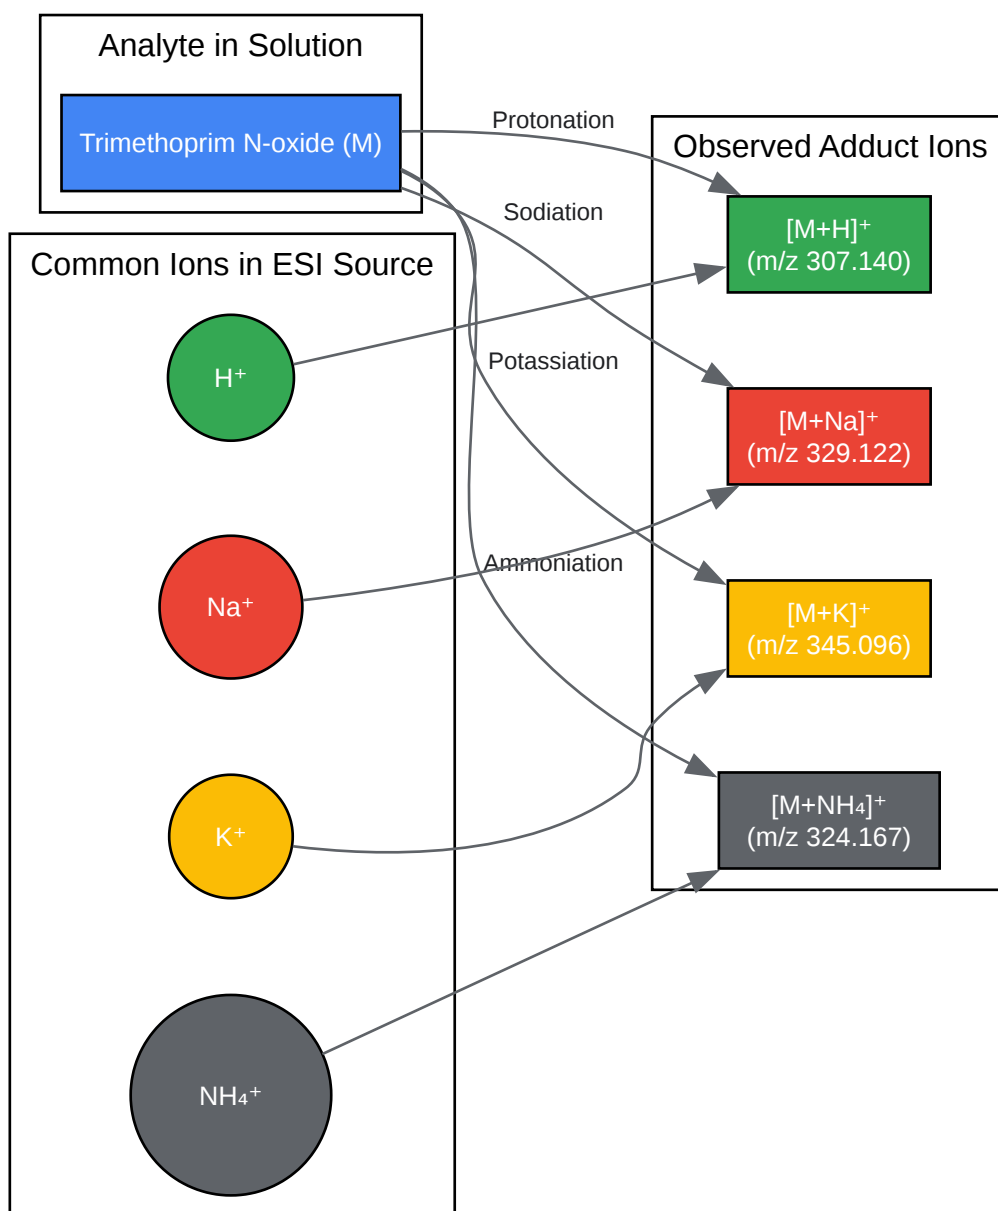 Analyte in Solution
Trimethoprim N-oxide (M)
Common Ions in ESI Source
H⁺
Na⁺
K⁺
NH₄⁺
Protonation
Sodiation
Potassiation
Ammoniation
Observed Adduct Ions
[M+H]⁺
(m/z 307.140)
[M+Na]⁺
(m/z 329.122)
[M+K]⁺
(m/z 345.096)
[M+NH₄]⁺
(m/z 324.167)